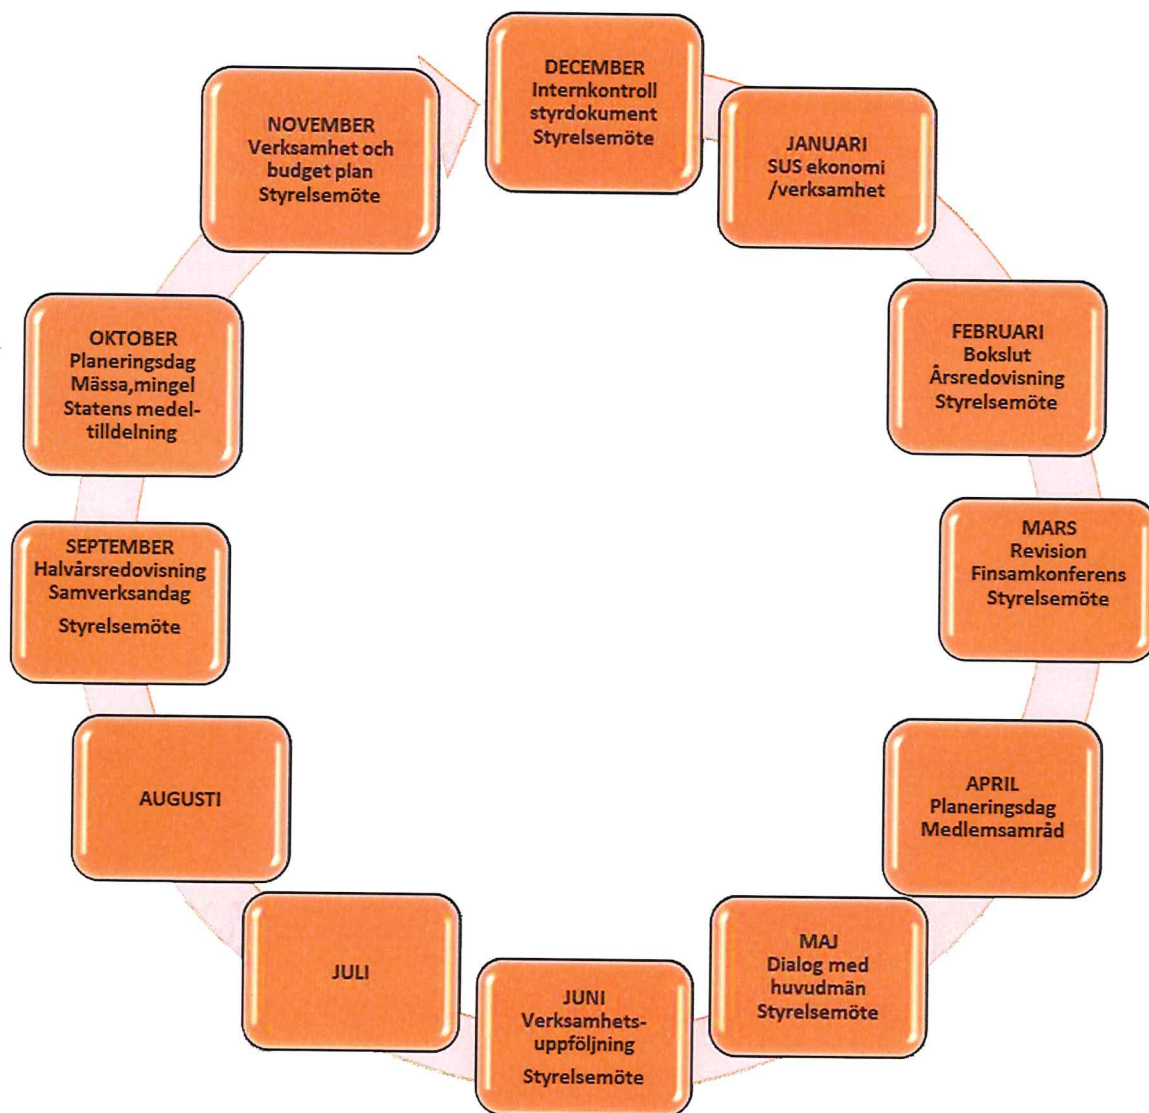 DECEMBER
Internkontroll
styrdokument
Styrelsemöte
JANUARI
SUS ekonomi
/verksamhet
FEBRUARI
Bokslut
Årsredovisning
Styrelsemöte
MARS
Revision
Finsamkonferens
Styrelsemöte
APRIL
Planeringsdag
Medlemsamråd
MAJ
Dialog med
huvudmän
Styrelsemöte
JUNI
Verksamhets-
uppföljning
Styrelsemöte
JULI
AUGUSTI
SEPTEMBER
Halvårsredovisning
Samverksandag
Styrelsemöte
OKTOBER
Planeringsdag
Mässa,mingel
Statens medel-
tilldelning
NOVEMBER
Verksamhet och
budget plan
Styrelsemöte